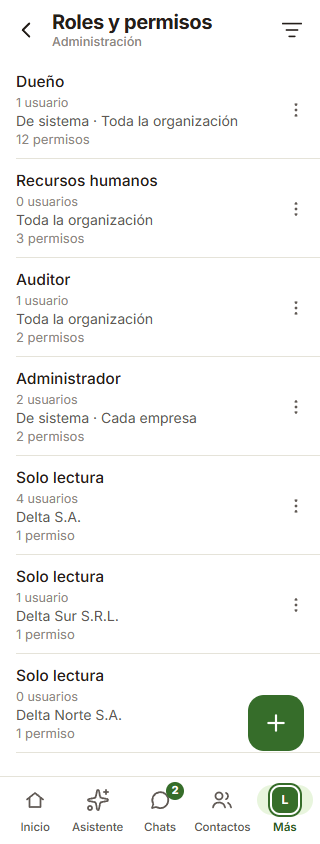 Roles y permisos
Administración
Dueño
1 usuario
De sistema · Toda la organización
12 permisos
Recursos humanos
0 usuarios
Toda la organización
3 permisos
Auditor
1 usuario
Toda la organización
2 permisos
Administrador
2 usuarios
De sistema · Cada empresa
2 permisos
Solo lectura
4 usuarios
Delta S.A.
1 permiso
Solo lectura
1 usuario
Delta Sur S.R.L.
1 permiso
Solo lectura
0 usuarios
Delta Norte S.A.
1 permiso
2
L
Inicio Asistente Chats Contactos Más